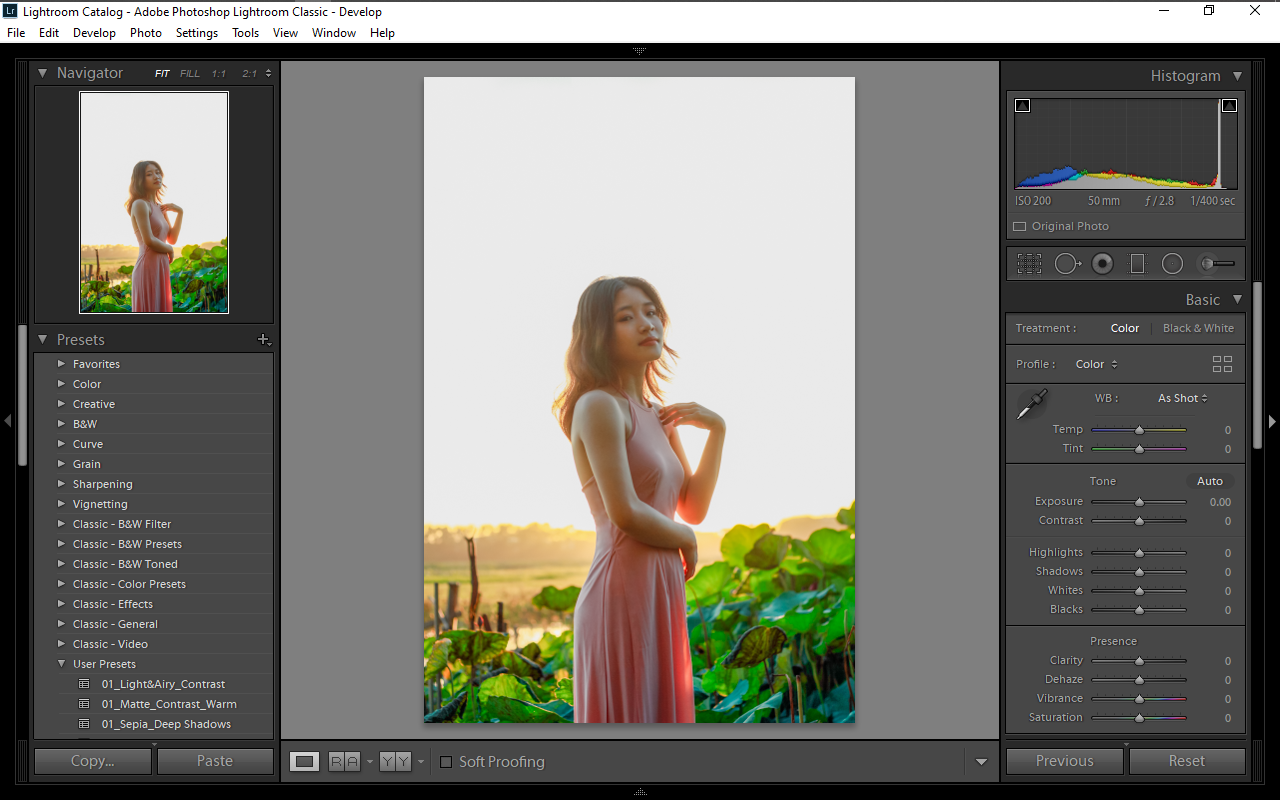 Lr Lightroom Catalog - Adobe Photoshop Lightroom Classic - Develop
File Edit Develop Photo Settings Tools View Window Help
Navigator FIT FILL 1:1 2:1
Presets
Favorites
Color
Creative
B&W
Curve
Grain
Sharpening
Vignetting
Classic - B&W Filter
Classic - B&W Presets
Classic - B&W Toned
Classic - Color Presets
Classic - Effects
Classic - General
Classic - Video
User Presets
01_Light&Airy_Contrast
01_Matte_Contrast_Warm
01_Sepia_Deep Shadows
Copy... Paste
R A Y Y Soft Proofing
Histogram
ISO 200 50 mm ƒ / 2.8 1/400 sec
Original Photo
Basic
Treatment : Color Black & White
Profile : Color
WB : As Shot
Temp 0
Tint 0
Tone Auto
Exposure 0.00
Contrast 0
Highlights 0
Shadows 0
Whites 0
Blacks 0
Presence
Clarity 0
Dehaze 0
Vibrance 0
Saturation 0
Previous Reset